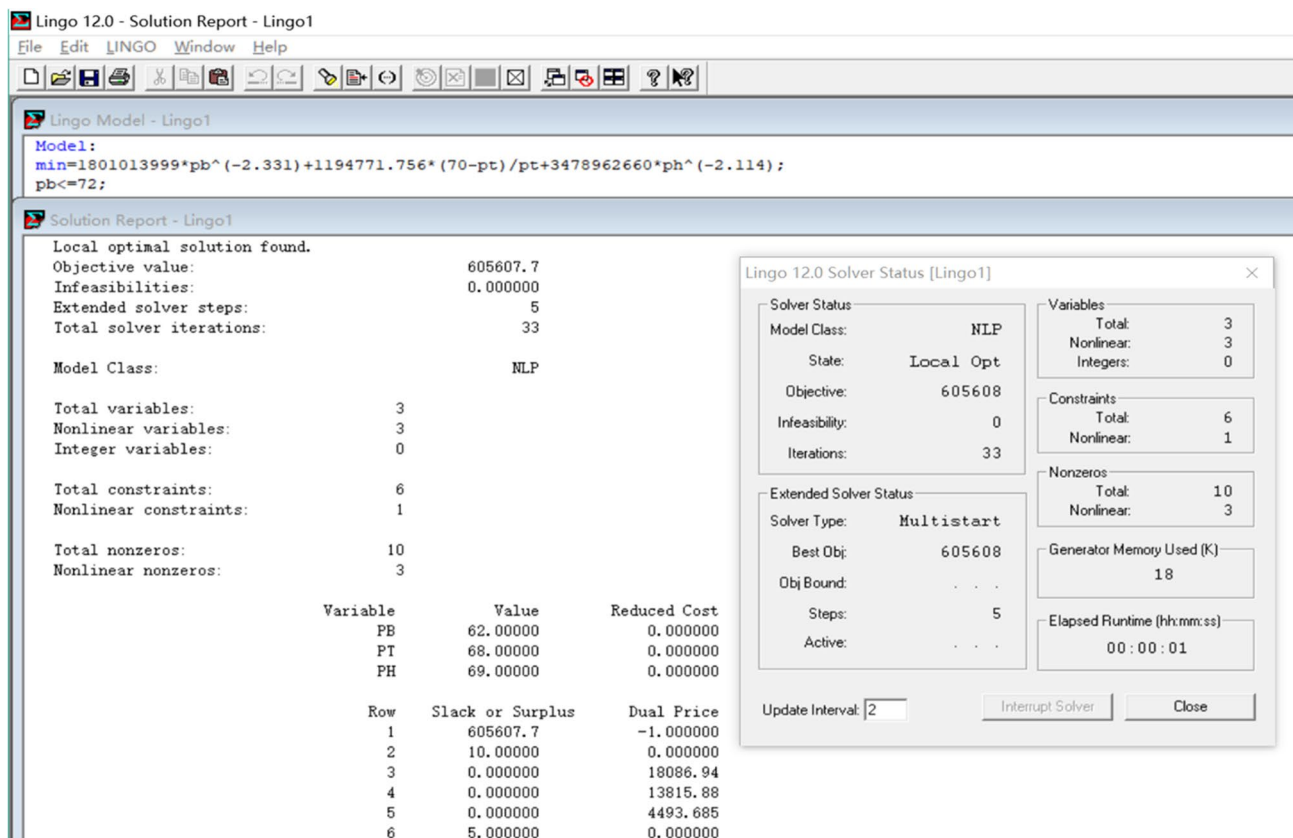 Lingo 12.0 - Solution Report - Lingo1
File Edit LINGO Window Help
Lingo Model - Lingo1
Model:
min=1801013999*pb^(-2.331)+1194771.756*(70-pt)/pt+3478962660*ph^(-2.114);
pb<=72;
Solution Report - Lingo1
Local optimal solution found.
Objective value: 605607.7
Infeasibilities: 0.000000
Extended solver steps: 5
Total solver iterations: 33
Model Class: NLP
Total variables: 3
Nonlinear variables: 3
Integer variables: 0
Total constraints: 6
Nonlinear constraints: 1
Total nonzeros: 10
Nonlinear nonzeros: 3
Variable Value Reduced Cost
PB 62.00000 0.000000
PT 68.00000 0.000000
PH 69.00000 0.000000
Row Slack or Surplus Dual Price
1 605607.7 -1.000000
2 10.00000 0.000000
3 0.000000 18086.94
4 0.000000 13815.88
5 0.000000 4493.685
6 5.000000 0.000000
Lingo 12.0 Solver Status [Lingo1]
Solver Status
Model Class: NLP
State: Local Opt
Objective: 605608
Infeasibility: 0
Iterations: 33
Extended Solver Status
Solver Type: Multistart
Best Obj: 605608
Obj Bound: . . .
Steps: 5
Active: . . .
Variables
Total: 3
Nonlinear: 3
Integers: 0
Constraints
Total: 6
Nonlinear: 1
Nonzeros
Total: 10
Nonlinear: 3
Generator Memory Used (K)
18
Elapsed Runtime (hh:mm:ss)
00:00:01
Update Interval: 2
Interrupt Solver
Close